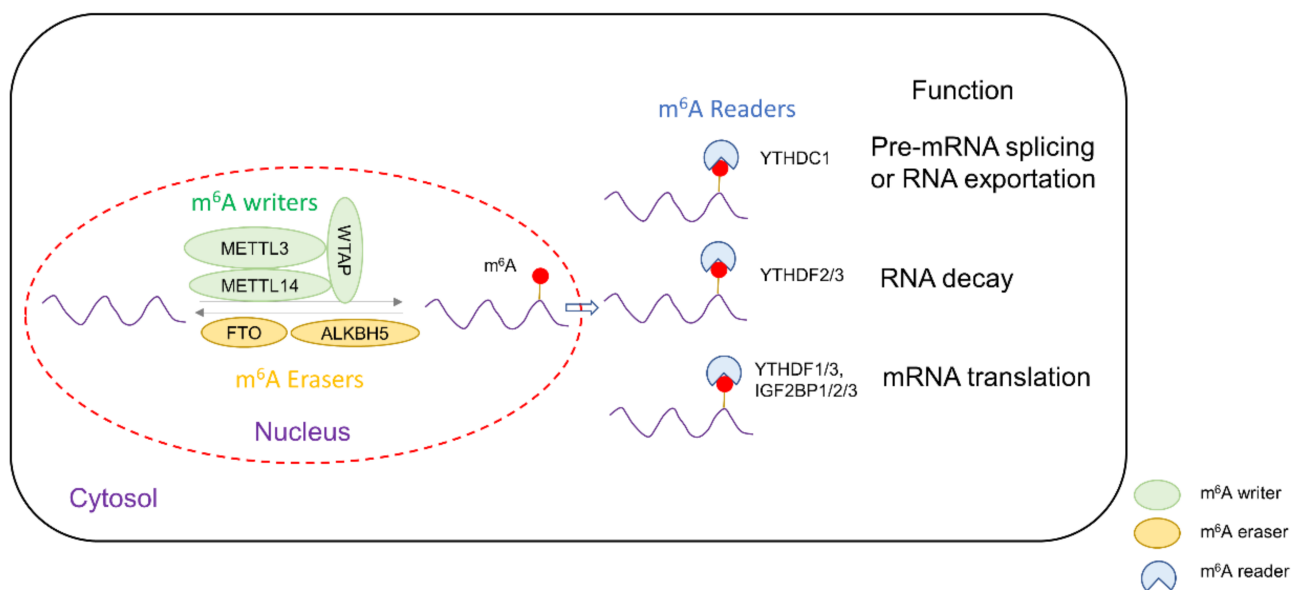 Function
m⁶A Readers
YTHDC1
Pre-mRNA splicing
or RNA exportation
m⁶A writers
METTL3
WTAP
METTL14
m⁶A
YTHDF2/3
RNA decay
FTO
ALKBH5
m⁶A Erasers
YTHDF1/3,
IGF2BP1/2/3
mRNA translation
Nucleus
Cytosol
m⁶A writer
m⁶A eraser
m⁶A reader